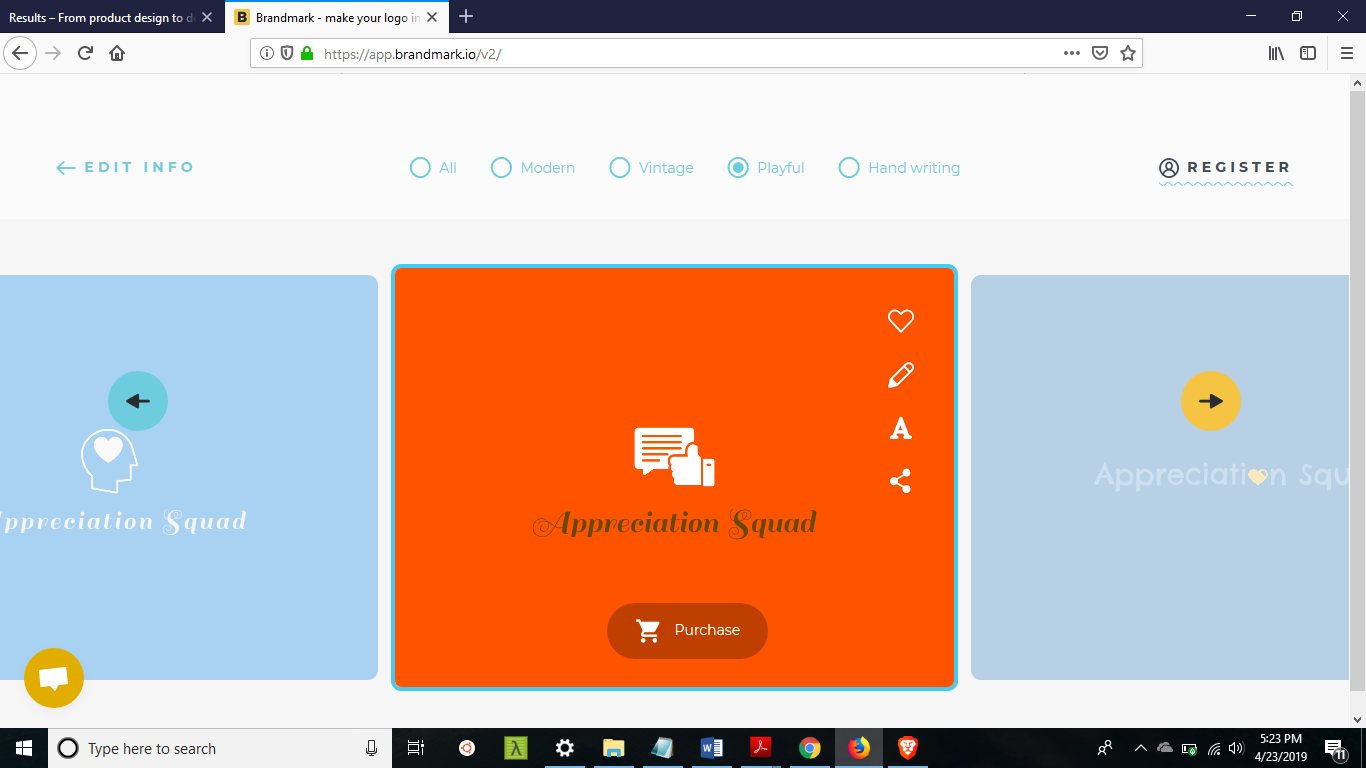 Results – From product design to d
Brandmark - make your logo in
https://app.brandmark.io/v2/
EDIT INFO
All
Modern
Vintage
Playful
Hand writing
REGISTER
Appreciation Squad
Appreciation Squad
Appreciation Squ
Purchase
Type here to search
5:23 PM
4/23/2019
11